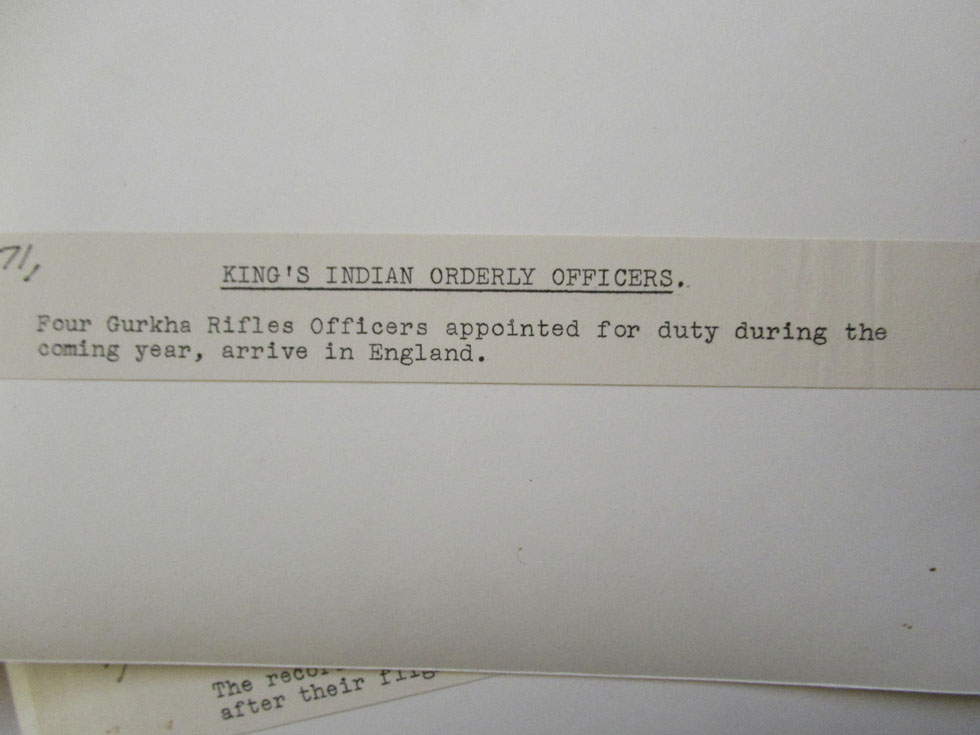 71,
KING'S INDIAN ORDERLY OFFICERS.
Four Gurkha Rifles Officers appointed for duty during the
coming year, arrive in England.
The
after their